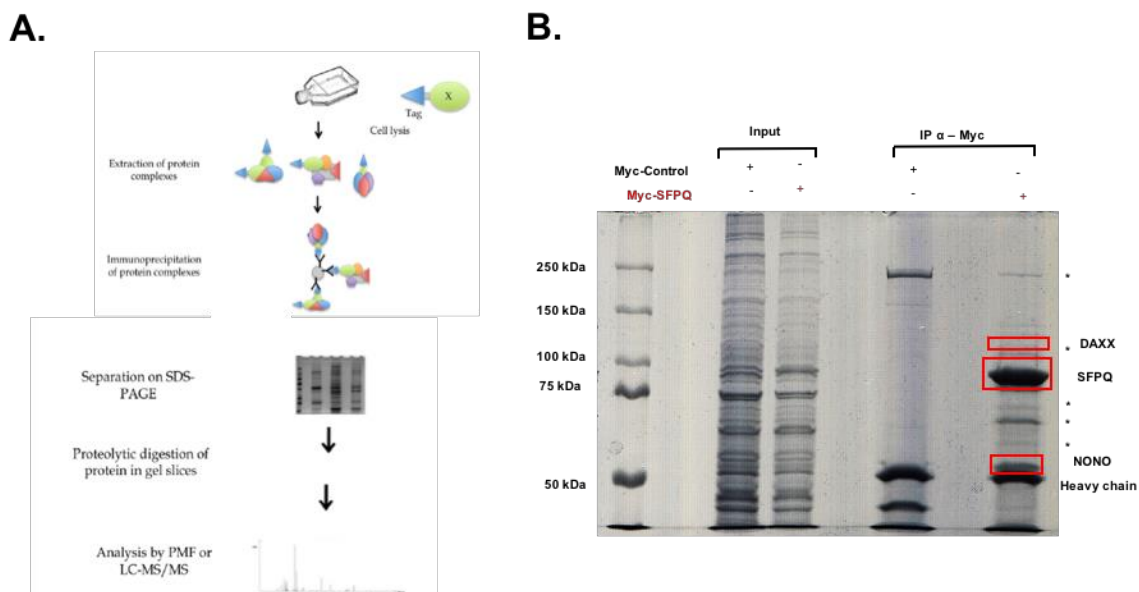 A.
Tag
X
Cell lysis
Extraction of protein
complexes
Immunoprecipitation
of protein complexes
Separation on SDS-
PAGE
Proteolytic digestion of
protein in gel slices
Analysis by PMF or
LC-MS/MS
B.
Input
IP α – Myc
Myc-Control
+
-
+
-
Myc-SFPQ
-
+
-
+
250 kDa
150 kDa
100 kDa
75 kDa
50 kDa
*
DAXX
*
SFPQ
*
*
*
NONO
Heavy chain